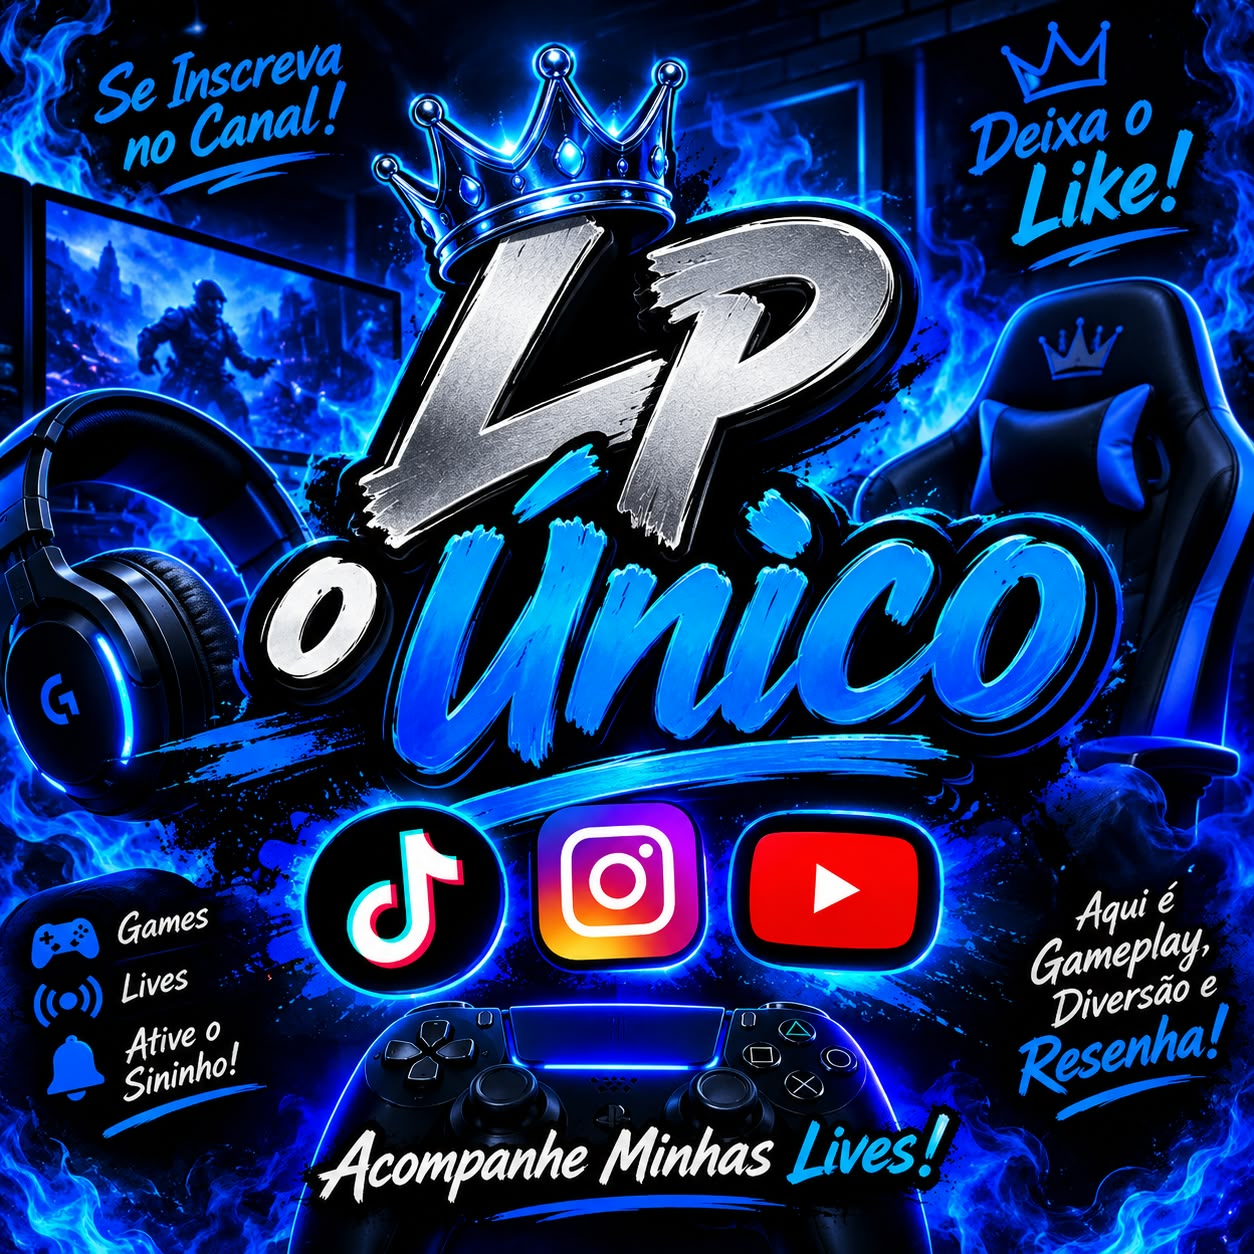 Se Inscreva
no Canal!
Deixa o
Like!
LP
o Único
Games
Lives
Ative o
Sininho!
Aqui é
Gameplay,
Diversão e
Resenha!
Acompanhe Minhas Lives!